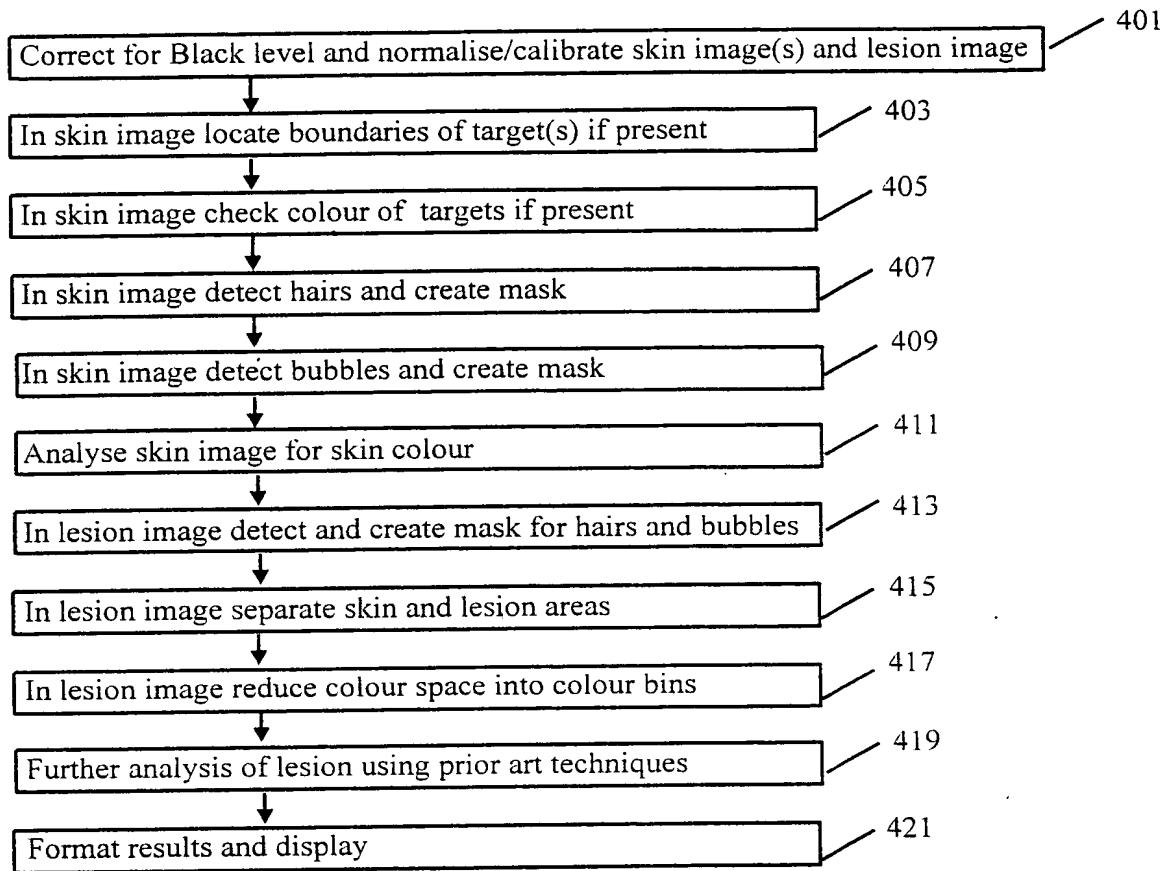 401
Correct for Black level and normalise/calibrate skin image(s) and lesion image
403
In skin image locate boundaries of target(s) if present
405
In skin image check colour of targets if present
407
In skin image detect hairs and create mask
409
In skin image detect bubbles and create mask
411
Analyse skin image for skin colour
413
In lesion image detect and create mask for hairs and bubbles
415
In lesion image separate skin and lesion areas
417
In lesion image reduce colour space into colour bins
419
Further analysis of lesion using prior art techniques
421
Format results and display